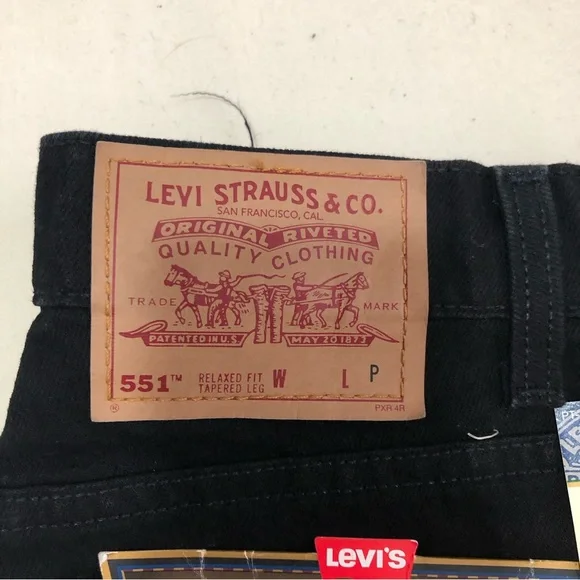 LEVI STRAUSS & CO.
SAN FRANCISCO, CAL.
ORIGINAL RIVETED
QUALITY CLOTHING
TRADE MARK
PATENTED IN U.S. MAY 20 1873
551™ RELAXED FIT W L P
TAPERED LEG
® PXR 4R
LEVI'S